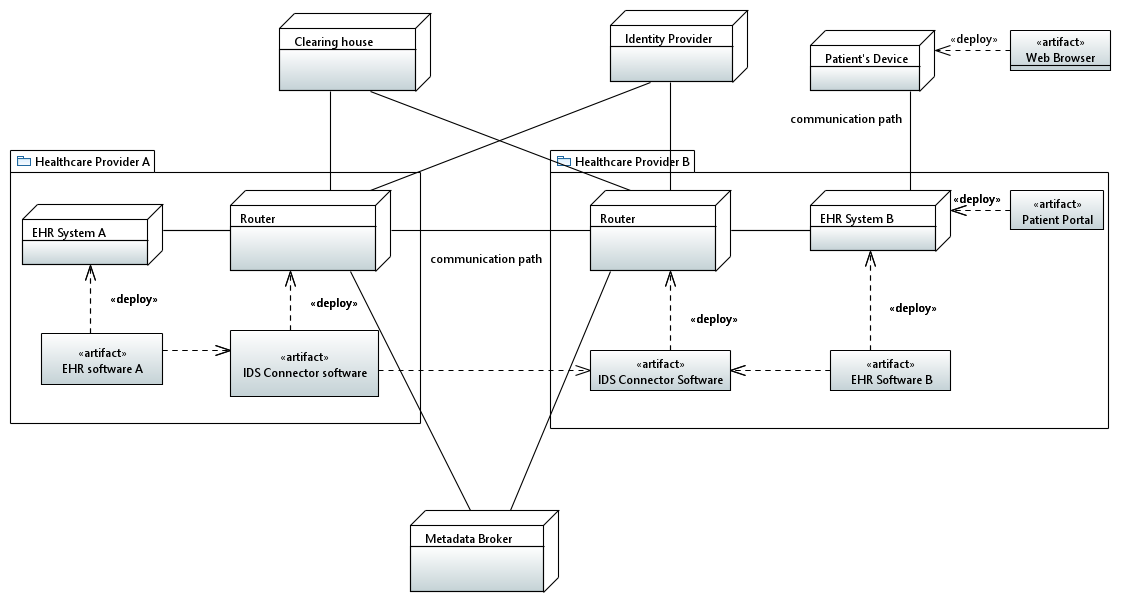 Clearing house
Identity Provider
Patient's Device
«deploy»
«artifact»
Web Browser
communication path
Healthcare Provider A
Healthcare Provider B
EHR System A
Router
Router
EHR System B
«deploy»
«artifact»
Patient Portal
communication path
«deploy»
«deploy»
«deploy»
«deploy»
«artifact»
EHR software A
«artifact»
IDS Connector software
«artifact»
IDS Connector Software
«artifact»
EHR Software B
Metadata Broker